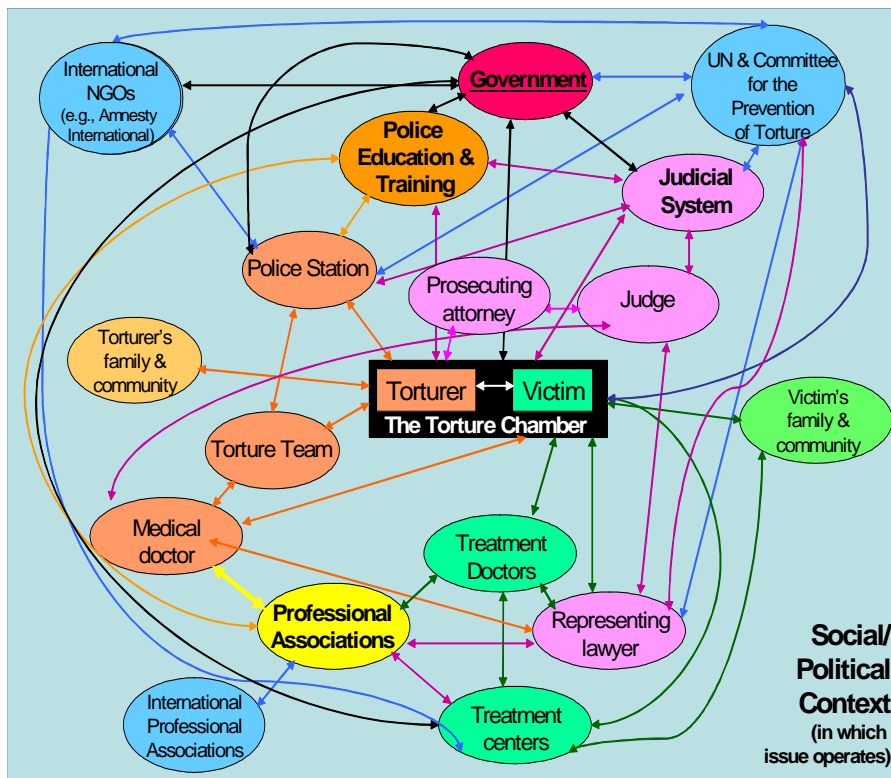 International
NGOs
(e.g., Amnesty
International)
Government
UN & Committee
for the
Prevention
of Torture
Police
Education &
Training
Judicial
System
Police Station
Prosecuting
attorney
Judge
Torturer's
family &
community
Torturer
Victim
The Torture Chamber
Victim's
family &
community
Torture Team
Medical
doctor
Treatment
Doctors
Professional
Associations
Representing
lawyer
International
Professional
Associations
Treatment
centers
Social/
Political
Context
(in which
issue operates)